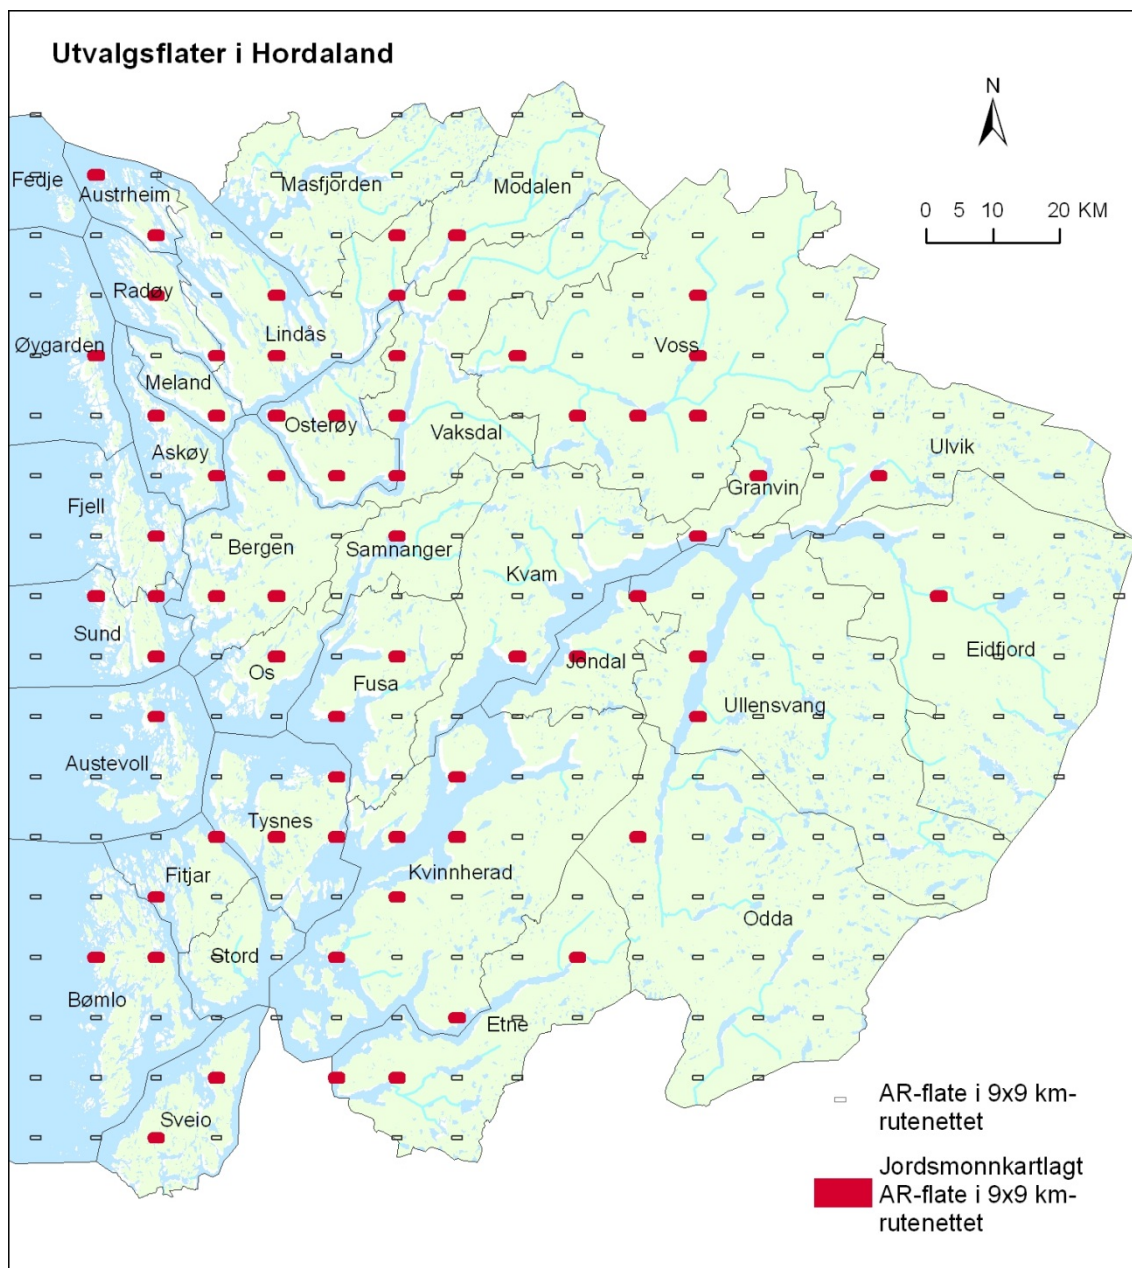 Utvalgsflater i Hordaland
N
0 5 10 20 KM
Fedje
Austrheim
Masfjorden
Modalen
Radøy
Lindås
Øygarden
Voss
Meland
Osterøy
Vaksdal
Askøy
Ulvik
Granvin
Fjell
Bergen
Samnanger
Kvam
Sund
Os
Fusa
Jondal
Eidfjord
Ullensvang
Austevoll
Tysnes
Fitjar
Kvinnherad
Odda
Stord
Bømlo
Etne
Sveio
AR-flate i 9x9 km-
rutenettet
Jordsmonnkartlagt
AR-flate i 9x9 km-
rutenettet